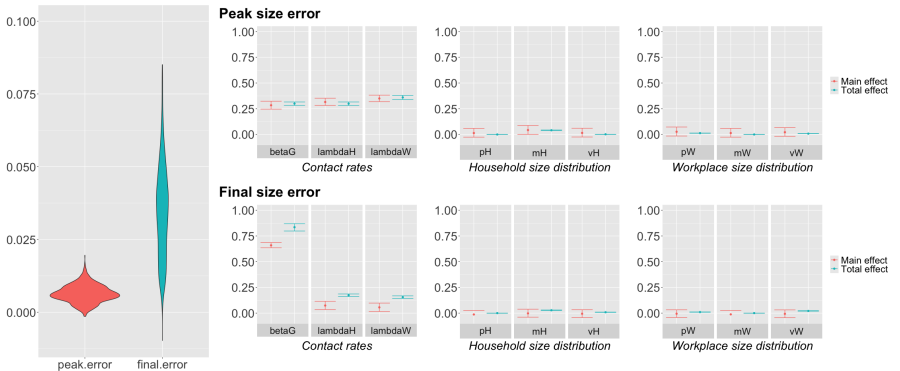 0.100
0.075
0.050
0.025
0.000
peak.error final.error
Peak size error
1.00
0.75
0.50
0.25
0.00
betaG lambdaH lambdaW
Contact rates
1.00
0.75
0.50
0.25
0.00
pH mH vH
Household size distribution
1.00
0.75
0.50
0.25
0.00
pW mW vW
Workplace size distribution
Main effect
Total effect
Final size error
1.00
0.75
0.50
0.25
0.00
betaG lambdaH lambdaW
Contact rates
1.00
0.75
0.50
0.25
0.00
pH mH vH
Household size distribution
1.00
0.75
0.50
0.25
0.00
pW mW vW
Workplace size distribution
Main effect
Total effect